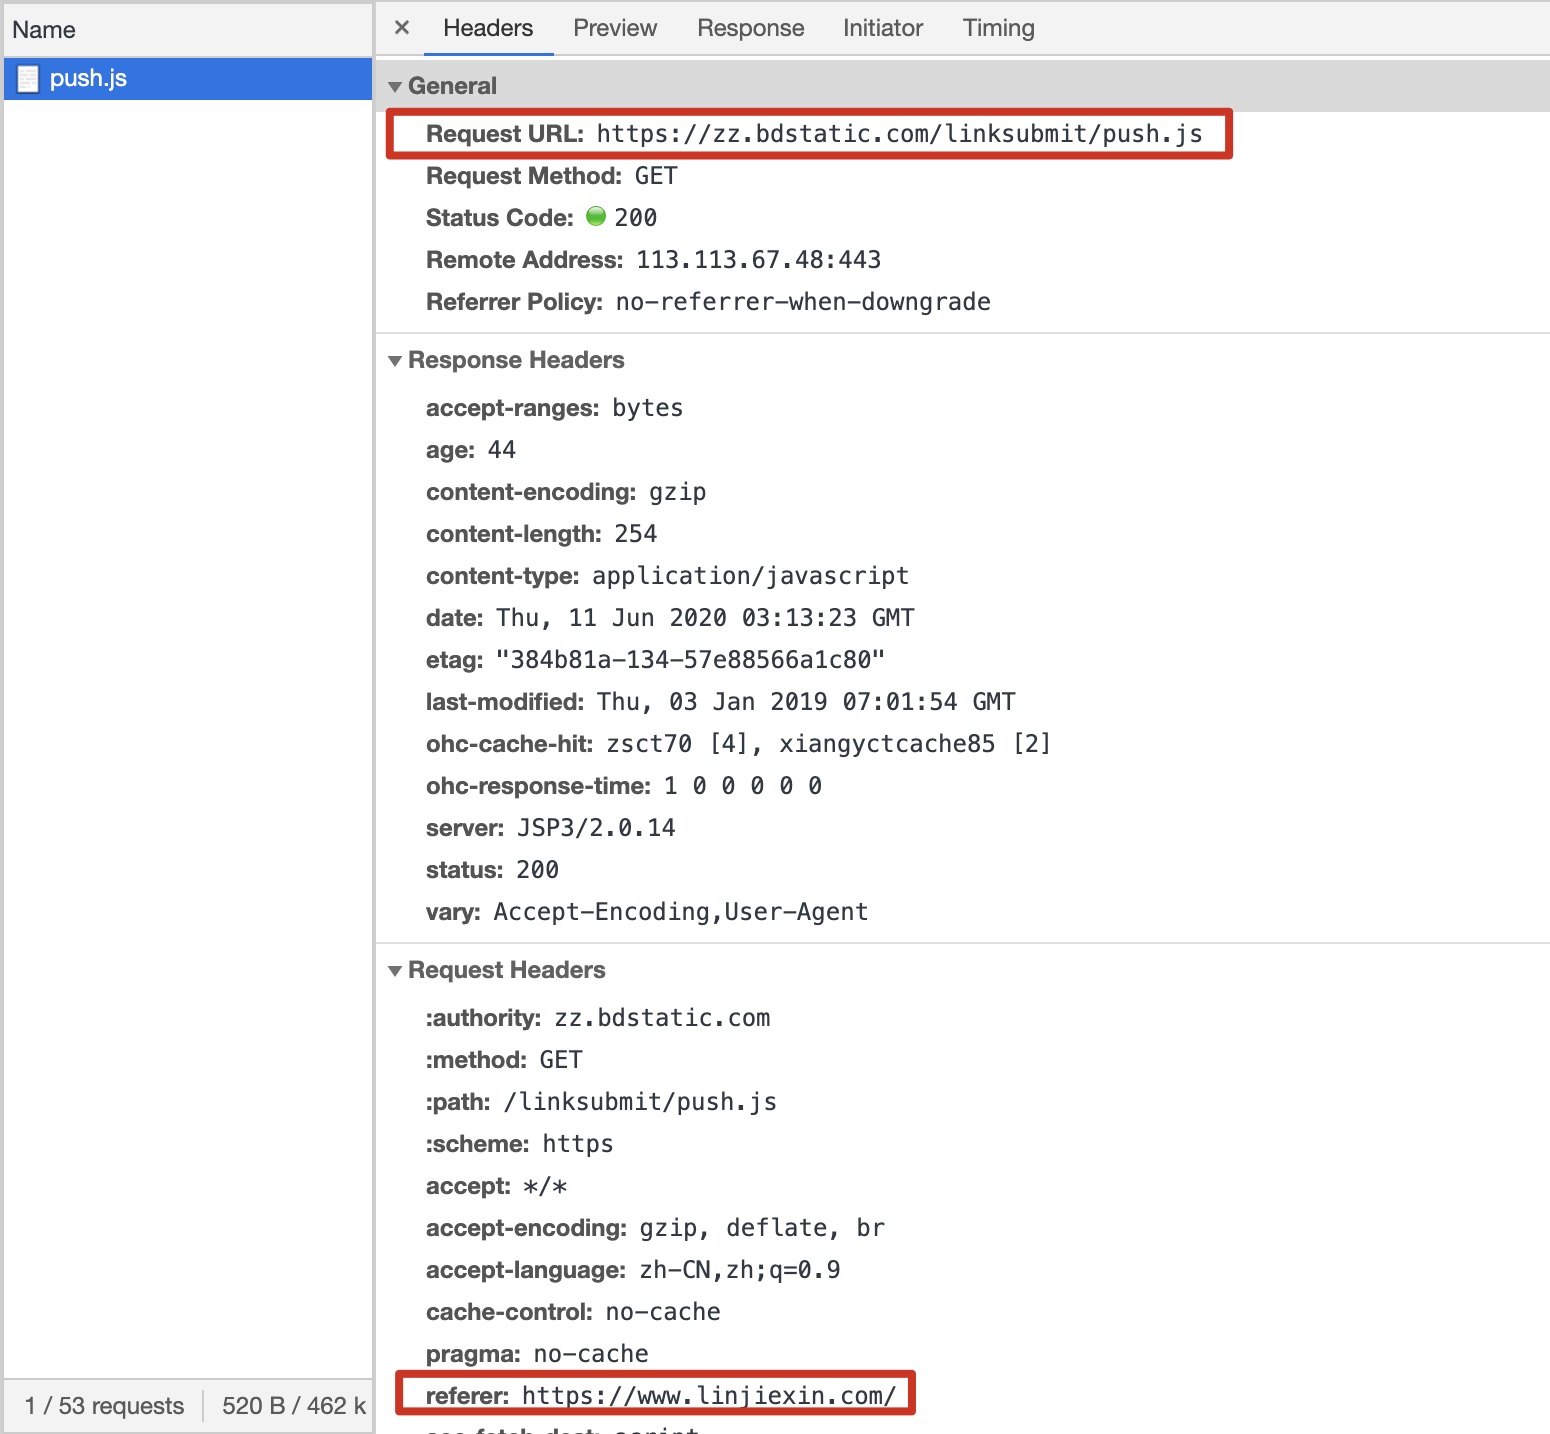 Name
push.js
1 / 53 requests
520 B / 462 k
× Headers Preview Response Initiator Timing
▼ General
Request URL: https://zz.bdstatic.com/linksubmit/push.js
Request Method: GET
Status Code: 200
Remote Address: 113.113.67.48:443
Referrer Policy: no-referrer-when-downgrade
▼ Response Headers
accept-ranges: bytes
age: 44
content-encoding: gzip
content-length: 254
content-type: application/javascript
date: Thu, 11 Jun 2020 03:13:23 GMT
etag: "384b81a-134-57e88566a1c80"
last-modified: Thu, 03 Jan 2019 07:01:54 GMT
ohc-cache-hit: zsct70 [4], xiangyctcache85 [2]
ohc-response-time: 1 0 0 0 0 0
server: JSP3/2.0.14
status: 200
vary: Accept-Encoding,User-Agent
▼ Request Headers
:authority: zz.bdstatic.com
:method: GET
:path: /linksubmit/push.js
:scheme: https
accept: */*
accept-encoding: gzip, deflate, br
accept-language: zh-CN,zh;q=0.9
cache-control: no-cache
pragma: no-cache
referer: https://www.linjiexin.com/
sec-fetch-dest: script